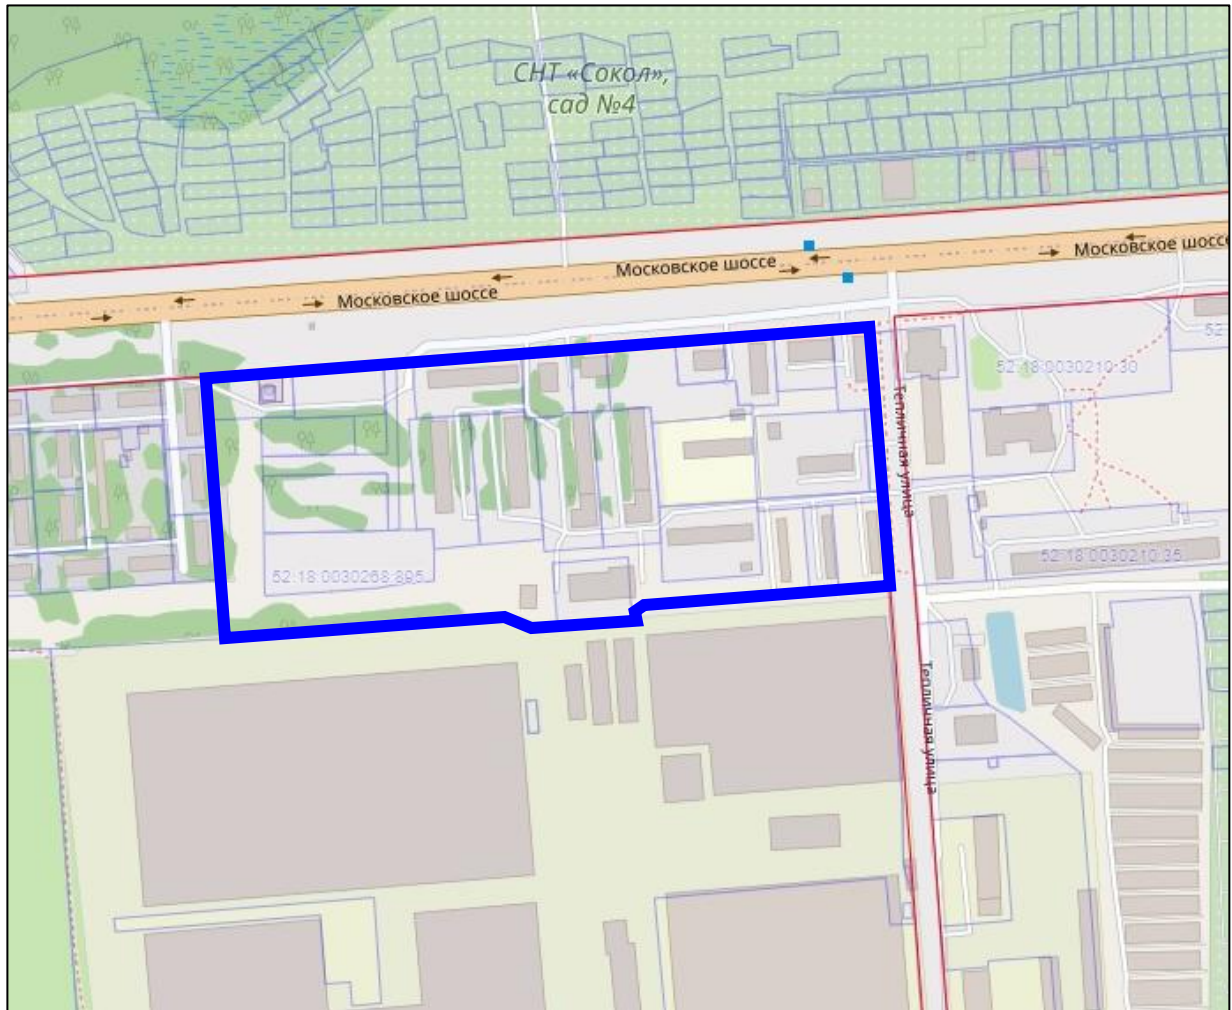 СНТ «Сокол»,
сад №4
Московское шоссе
Московское шоссе
Московское шоссе
52:18:0030210:30
52:
Тепличная улица
52:18:0030210:35
52:18:0030268:895
Тепличная улица